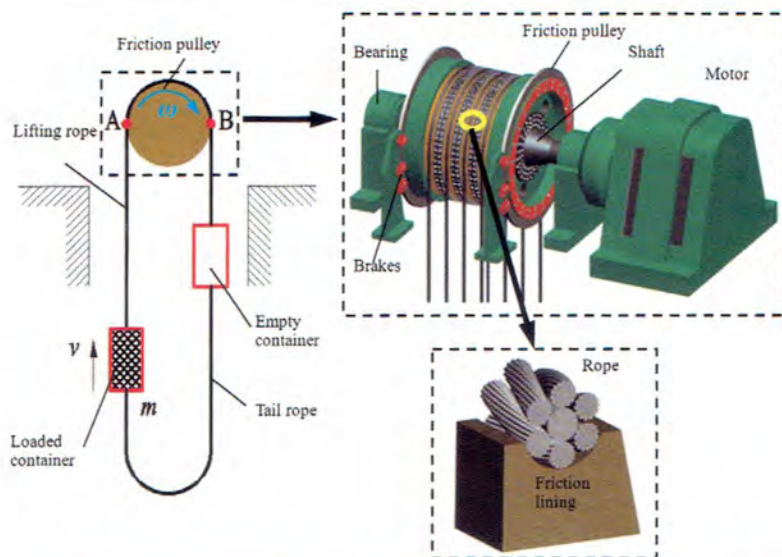 Friction pulley
ω
A
B
Lifting rope
Empty
container
v
m
Tail rope
Loaded
container
Friction pulley
Bearing
Shaft
Motor
Brakes
Rope
Friction
lining